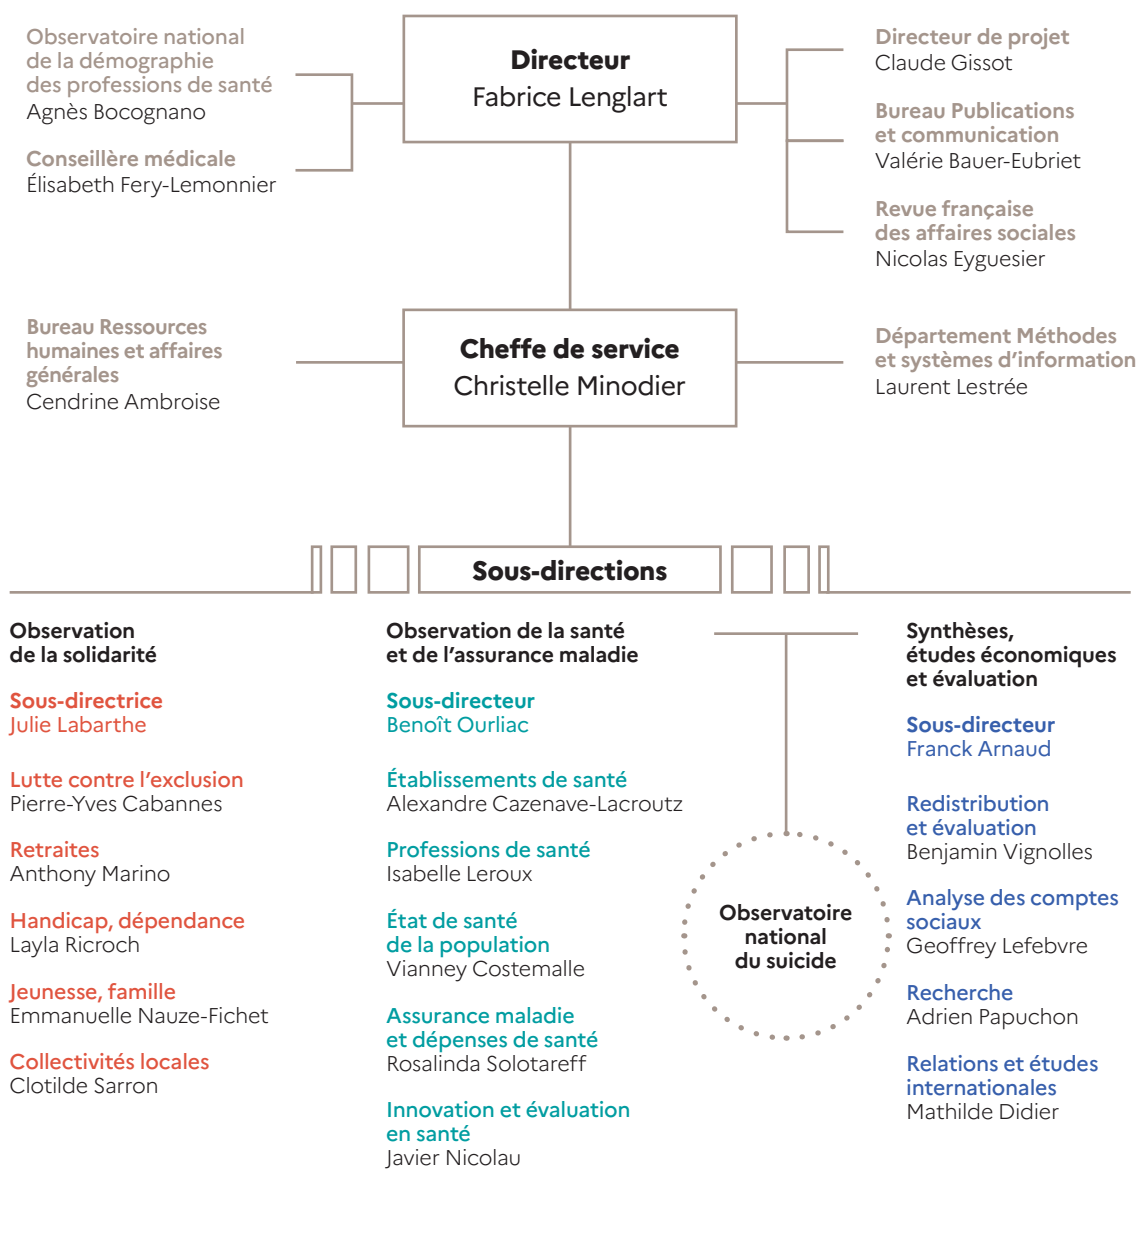 Observatoire national
de la démographie
des professions de santé
Agnès Bocognano
Conseillère médicale
Élisabeth Fery-Lemonnier
Directeur
Fabrice Lenglart
Directeur de projet
Claude Gissot
Bureau Publications
et communication
Valérie Bauer-Eubriet
Revue française
des affaires sociales
Nicolas Eyguesier
Bureau Ressources
humaines et affaires
générales
Cendrine Ambroise
Cheffe de service
Christelle Minodier
Département Méthodes
et systèmes d'information
Laurent Lestrée
Sous-directions
Observation
de la solidarité
Sous-directrice
Julie Labarthe
Lutte contre l'exclusion
Pierre-Yves Cabannes
Retraites
Anthony Marino
Handicap, dépendance
Layla Ricroch
Jeunesse, famille
Emmanuelle Nauze-Fichet
Collectivités locales
Clotilde Sarron
Observation de la santé
et de l'assurance maladie
Sous-directeur
Benoît Ourliac
Établissements de santé
Alexandre Cazenave-Lacroutz
Professions de santé
Isabelle Leroux
État de santé
de la population
Vianney Costemalle
Assurance maladie
et dépenses de santé
Rosalinda Solotareff
Innovation et évaluation
en santé
Javier Nicolau
Observatoire
national
du suicide
Synthèses,
études économiques
et évaluation
Sous-directeur
Franck Arnaud
Redistribution
et évaluation
Benjamin Vignolles
Analyse des comptes
sociaux
Geoffrey Lefebvre
Recherche
Adrien Papuchon
Relations et études
internationales
Mathilde Didier